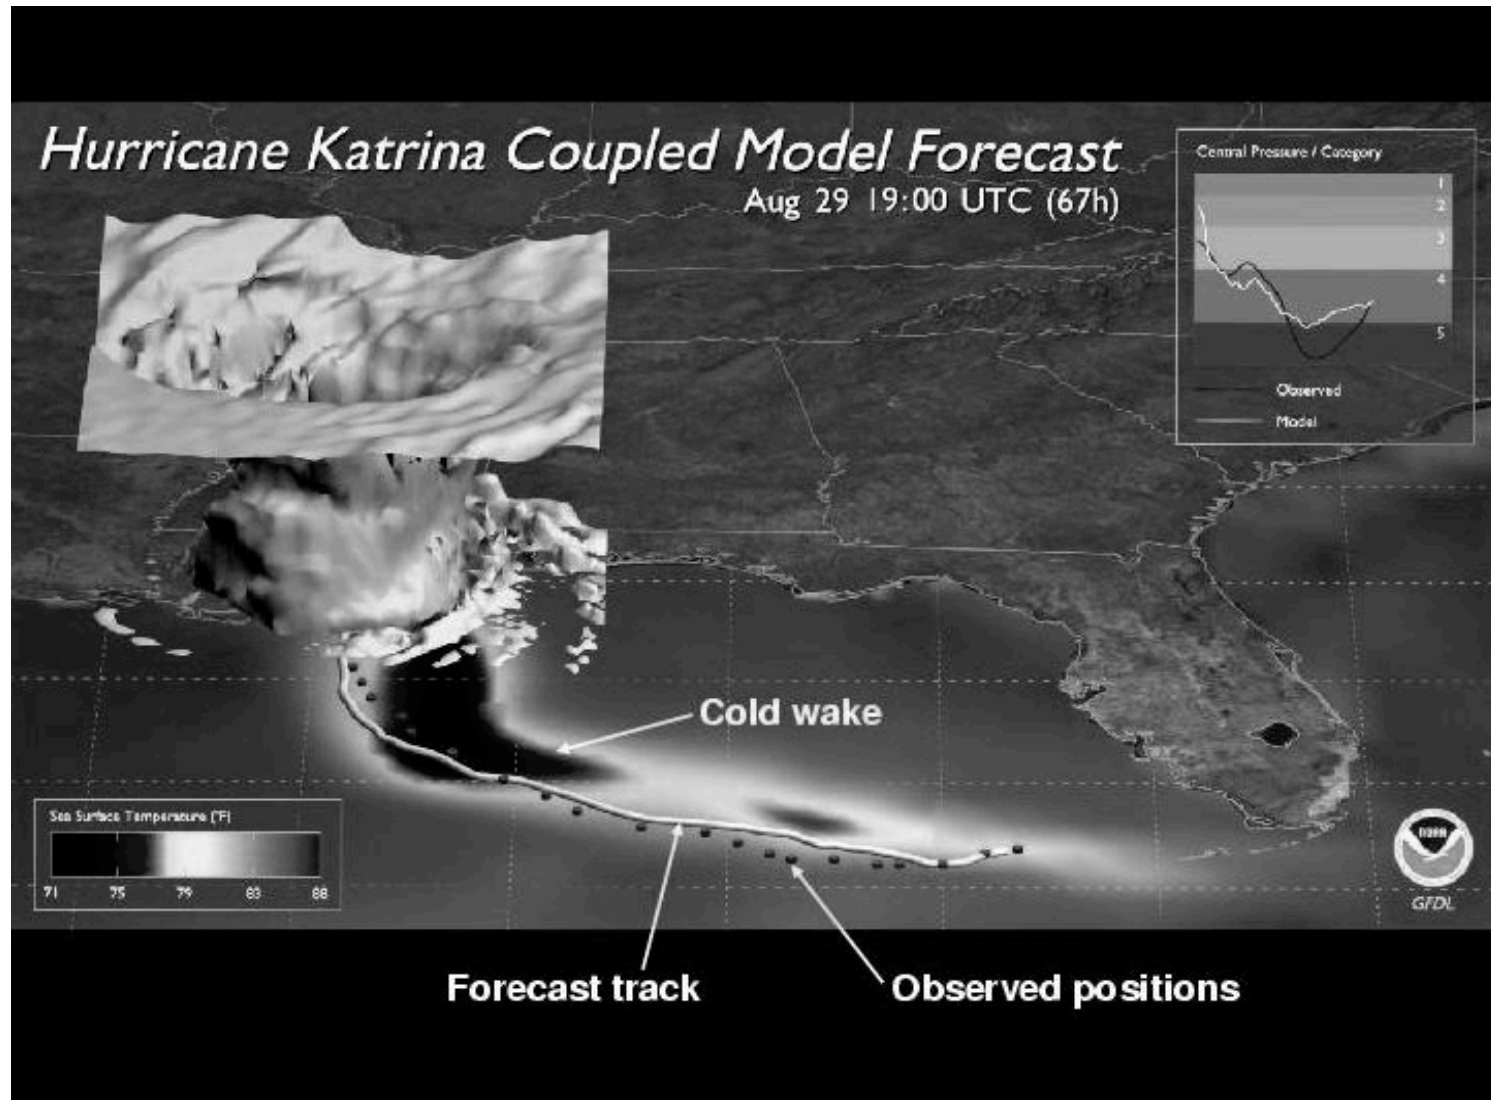 Hurricane Katrina Coupled Model Forecast
Aug 29 19:00 UTC (67h)
Central Pressure / Category
1
2
3
4
5
Observed
Model
Cold wake
Sea Surface Temperature (°F)
71 75 79 83 88
NOAA
GFDL
Forecast track
Observed positions